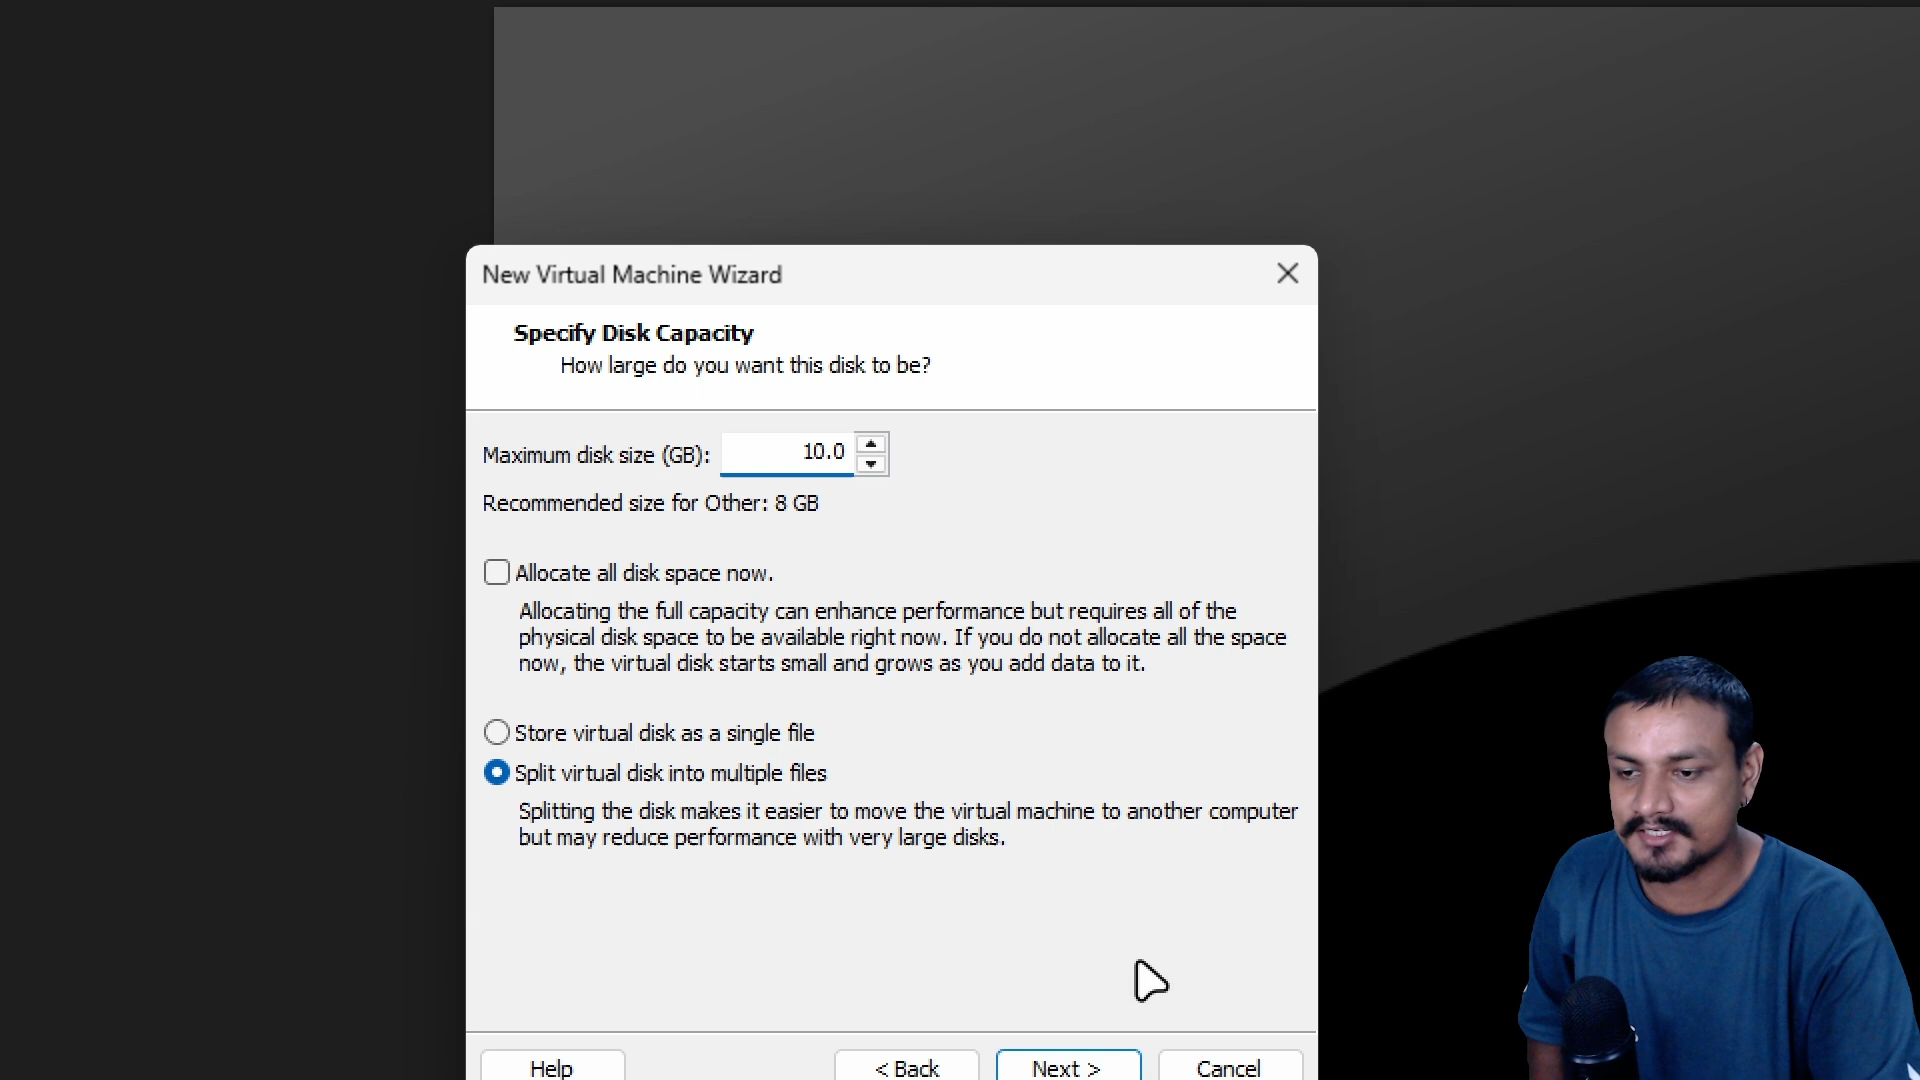 New Virtual Machine Wizard
Specify Disk Capacity
How large do you want this disk to be?
Maximum disk size (GB): 10.0
Recommended size for Other: 8 GB
Allocate all disk space now.
Allocating the full capacity can enhance performance but requires all of the
physical disk space to be available right now. If you do not allocate all the space
now, the virtual disk starts small and grows as you add data to it.
Store virtual disk as a single file
Split virtual disk into multiple files
Splitting the disk makes it easier to move the virtual machine to another computer
but may reduce performance with very large disks.
Help < Back Next > Cancel